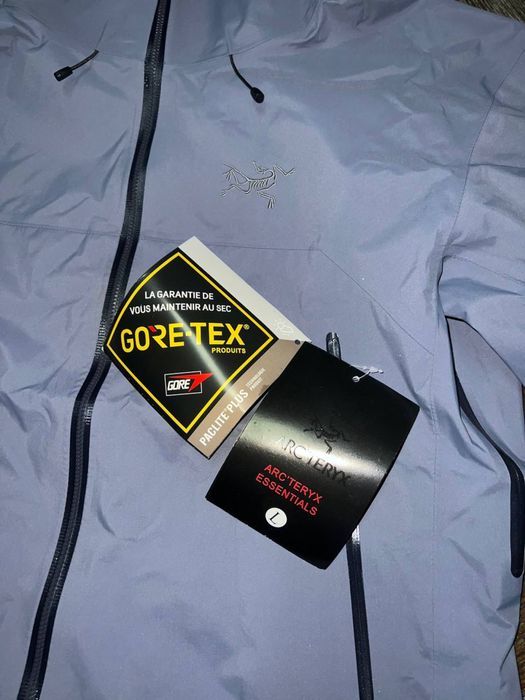 LA GARANTIE DE
VOUS MAINTENIR AU SEC
GORE-TEX
PRODUITS
GORE
PACLITE PLUS
ARC'TERYX
ARC'TERYX
ESSENTIALS
L